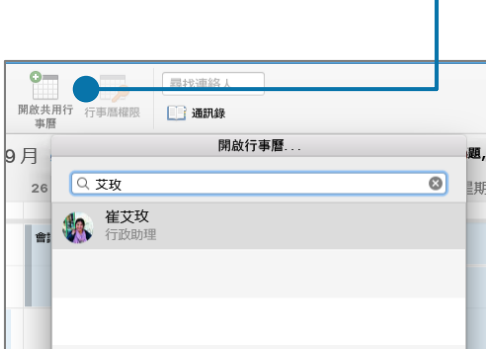 尋找連絡人
開啟共用行事曆
行事曆權限
通訊錄
9月
開啟行事曆...
題,
26
艾玫
星期
崔艾玫
行政助理
會